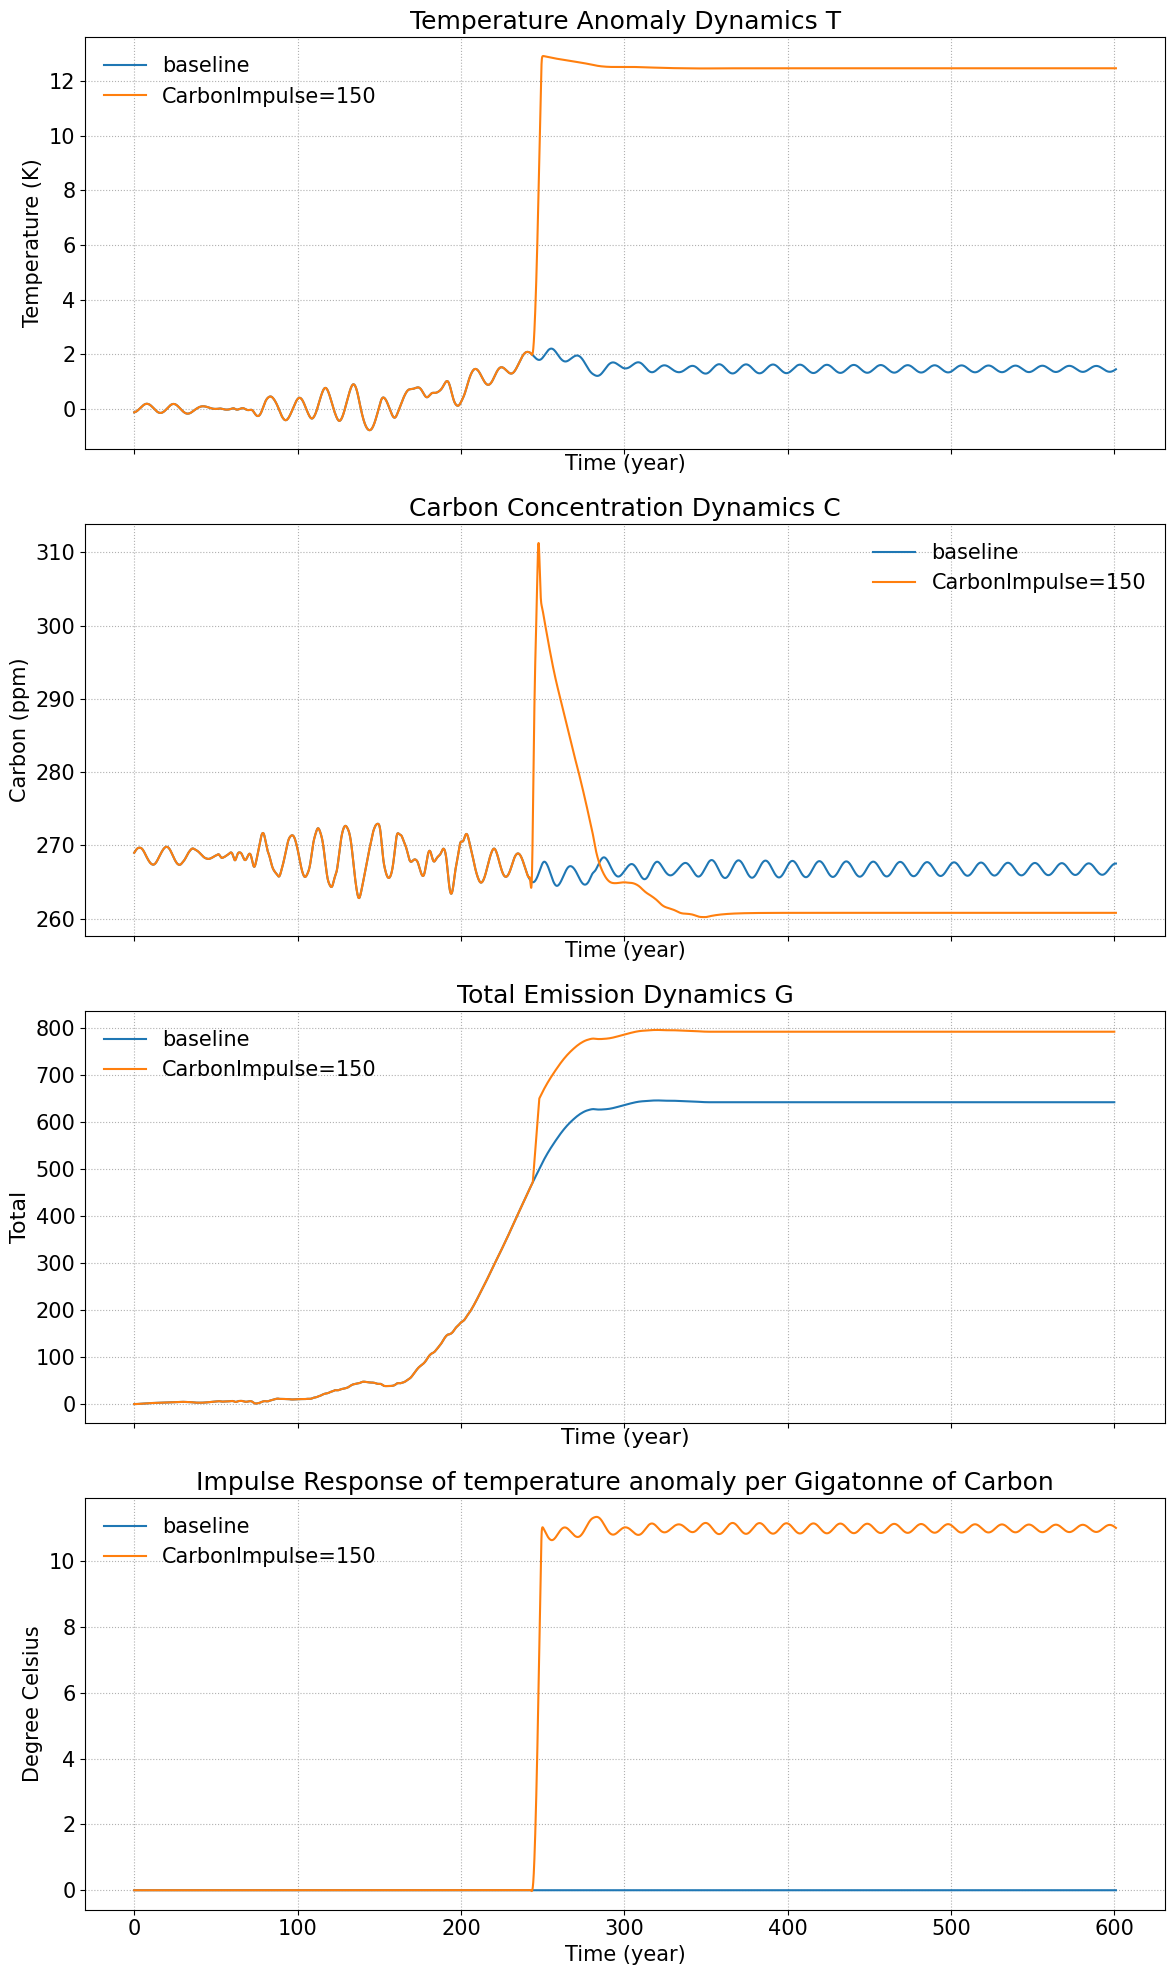 Temperature Anomaly Dynamics T
baseline
CarbonImpulse=150
12
10
8
6
4
2
0
Temperature (K)
Time (year)
Carbon Concentration Dynamics C
baseline
CarbonImpulse=150
310
300
290
280
270
260
Carbon (ppm)
Time (year)
Total Emission Dynamics G
baseline
CarbonImpulse=150
800
700
600
500
400
300
200
100
0
Total
Time (year)
Impulse Response of temperature anomaly per Gigatonne of Carbon
baseline
CarbonImpulse=150
10
8
6
4
2
0
Degree Celsius
0 100 200 300 400 500 600
Time (year)